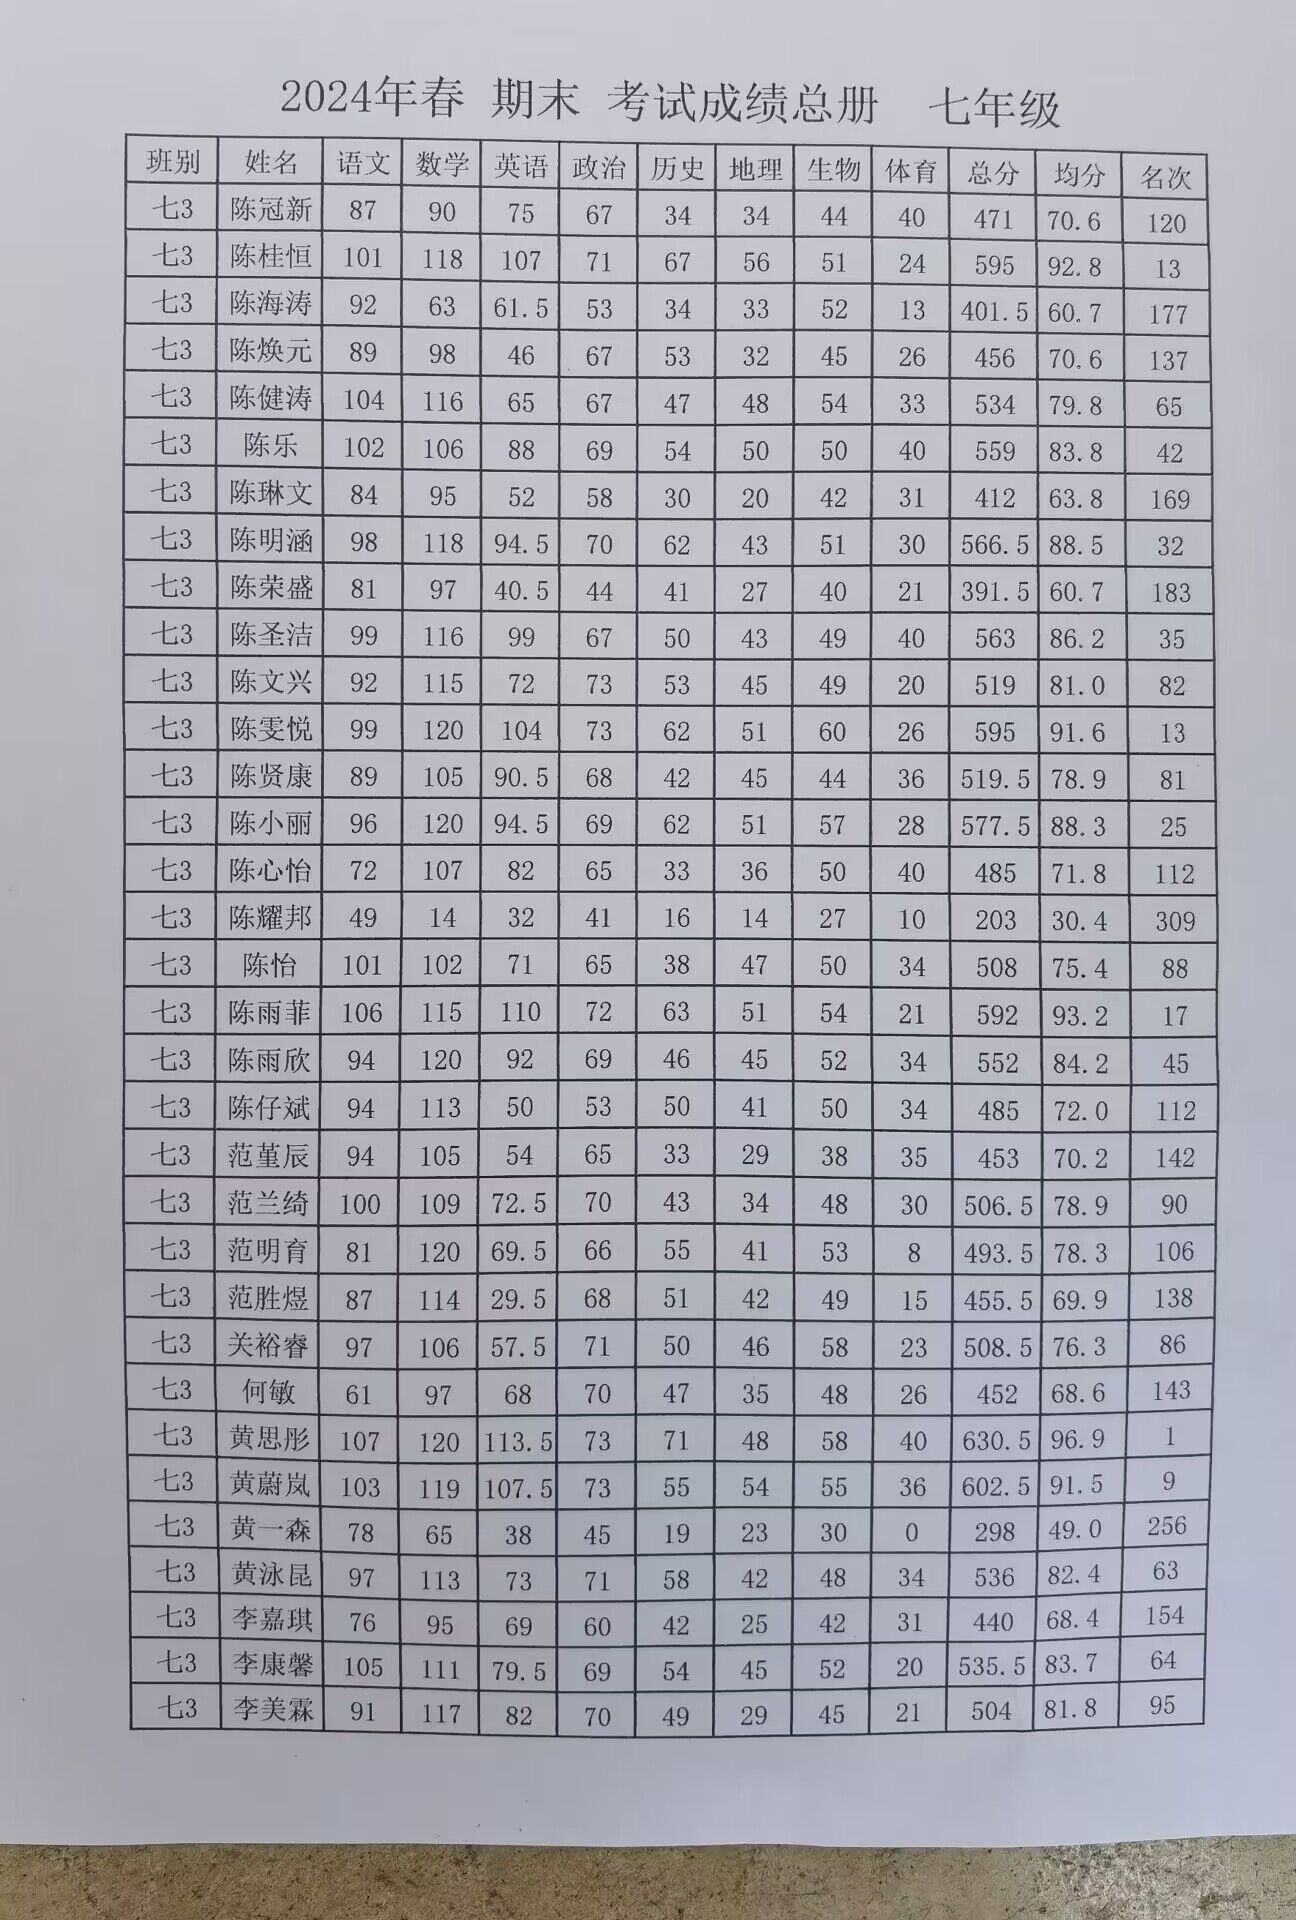 2024年春 期末 考试成绩总册 七年级
班别 姓名 语文 数学 英语 政治 历史 地理 生物 体育 总分 均分 名次
七3 陈冠新 87 90 75 67 34 34 44 40 471 70.6 120
七3 陈桂恒 101 118 107 71 67 56 51 24 595 92.8 13
七3 陈海涛 92 63 61.5 53 34 33 52 13 401.5 60.7 177
七3 陈焕元 89 98 46 67 53 32 45 26 456 70.6 137
七3 陈健涛 104 116 65 67 47 48 54 33 534 79.8 65
七3 陈乐 102 106 88 69 54 50 50 40 559 83.8 42
七3 陈琳文 84 95 52 58 30 20 42 31 412 63.8 169
七3 陈明涵 98 118 94.5 70 62 43 51 30 566.5 88.5 32
七3 陈荣盛 81 97 40.5 44 41 27 40 21 391.5 60.7 183
七3 陈圣洁 99 116 99 67 50 43 49 40 563 86.2 35
七3 陈文兴 92 115 72 73 53 45 49 20 519 81.0 82
七3 陈雯悦 99 120 104 73 62 51 60 26 595 91.6 13
七3 陈贤康 89 105 90.5 68 42 45 44 36 519.5 78.9 81
七3 陈小丽 96 120 94.5 69 62 51 57 28 577.5 88.3 25
七3 陈心怡 72 107 82 65 33 36 50 40 485 71.8 112
七3 陈耀邦 49 14 32 41 16 14 27 10 203 30.4 309
七3 陈怡 101 102 71 65 38 47 50 34 508 75.4 88
七3 陈雨菲 106 115 110 72 63 51 54 21 592 93.2 17
七3 陈雨欣 94 120 92 69 46 45 52 34 552 84.2 45
七3 陈仔斌 94 113 50 53 50 41 50 34 485 72.0 112
七3 范堇辰 94 105 54 65 33 29 38 35 453 70.2 142
七3 范兰绮 100 109 72.5 70 43 34 48 30 506.5 78.9 90
七3 范明育 81 120 69.5 66 55 41 53 8 493.5 78.3 106
七3 范胜煜 87 114 29.5 68 51 42 49 15 455.5 69.9 138
七3 关裕睿 97 106 57.5 71 50 46 58 23 508.5 76.3 86
七3 何敏 61 97 68 70 47 35 48 26 452 68.6 143
七3 黄思彤 107 120 113.5 73 71 48 58 40 630.5 96.9 1
七3 黄蔚岚 103 119 107.5 73 55 54 55 36 602.5 91.5 9
七3 黄一森 78 65 38 45 19 23 30 0 298 49.0 256
七3 黄泳昆 97 113 73 71 58 42 48 34 536 82.4 63
七3 李嘉琪 76 95 69 60 42 25 42 31 440 68.4 154
七3 李康馨 105 111 79.5 69 54 45 52 20 535.5 83.7 64
七3 李美霖 91 117 82 70 49 29 45 21 504 81.8 95